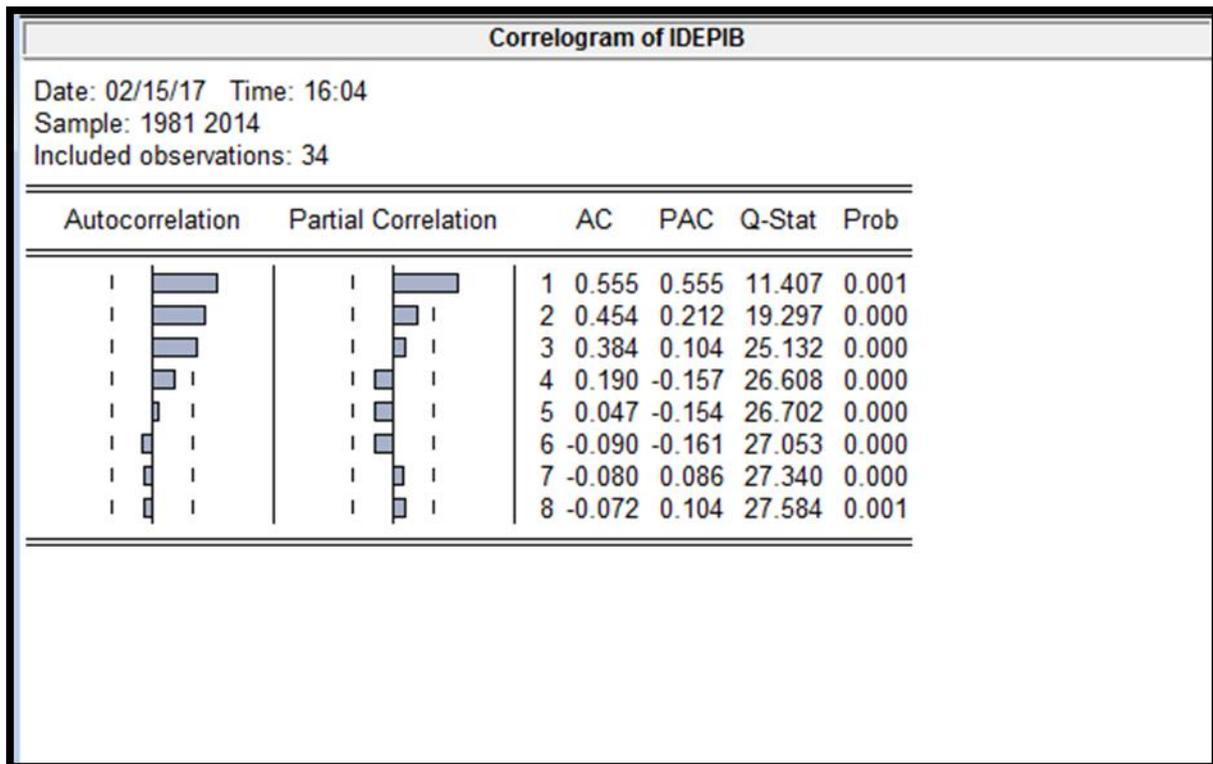 Correlogram of IDEPIB
Date: 02/15/17 Time: 16:04
Sample: 1981 2014
Included observations: 34
Autocorrelation Partial Correlation AC PAC Q-Stat Prob
1 0.555 0.555 11.407 0.001
2 0.454 0.212 19.297 0.000
3 0.384 0.104 25.132 0.000
4 0.190 -0.157 26.608 0.000
5 0.047 -0.154 26.702 0.000
6 -0.090 -0.161 27.053 0.000
7 -0.080 0.086 27.340 0.000
8 -0.072 0.104 27.584 0.001